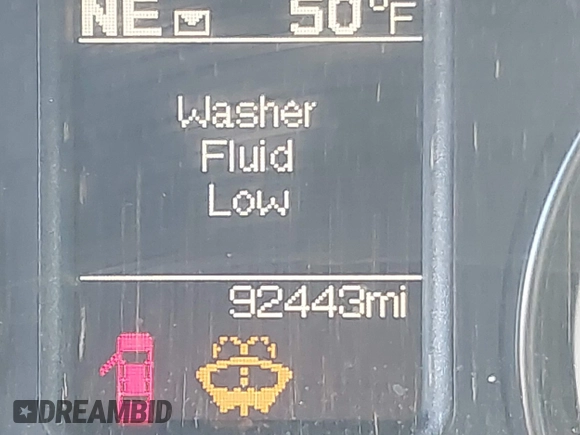 NE 50°F
Washer
Fluid
Low
92443mi
DREAMBID